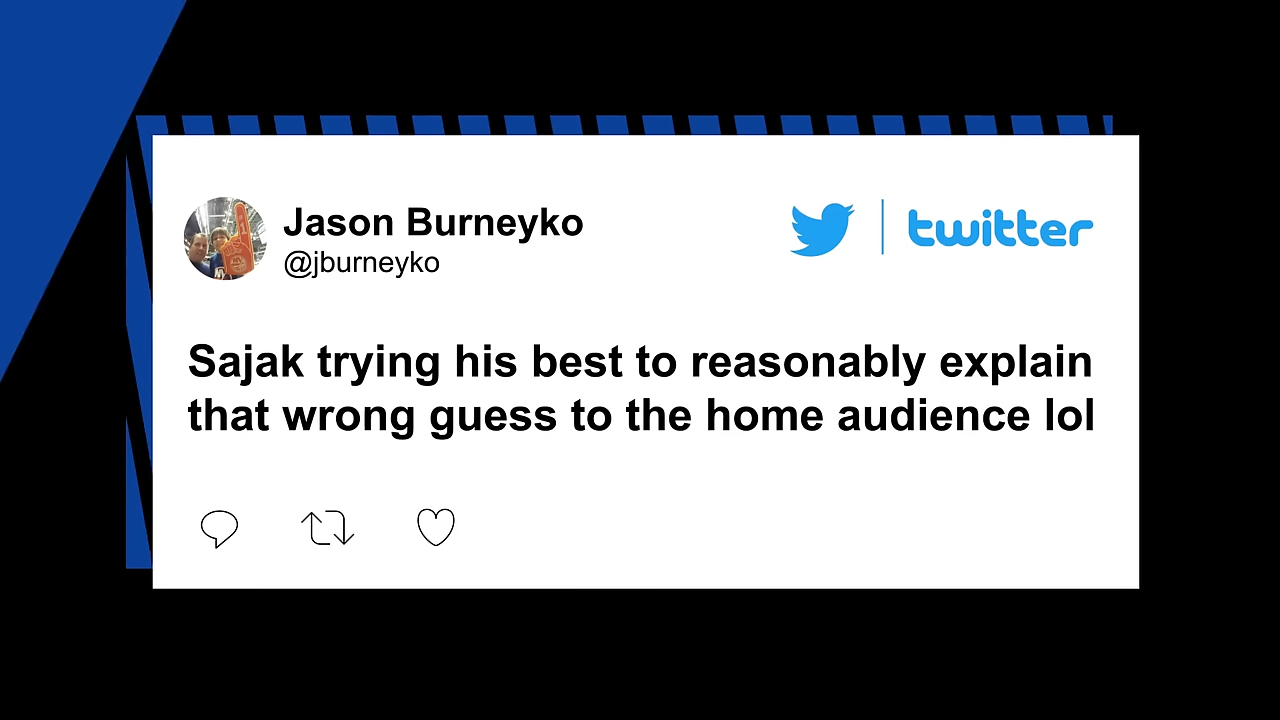 Jason Burneyko
@jburneyko
twitter
Sajak trying his best to reasonably explain
that wrong guess to the home audience lol